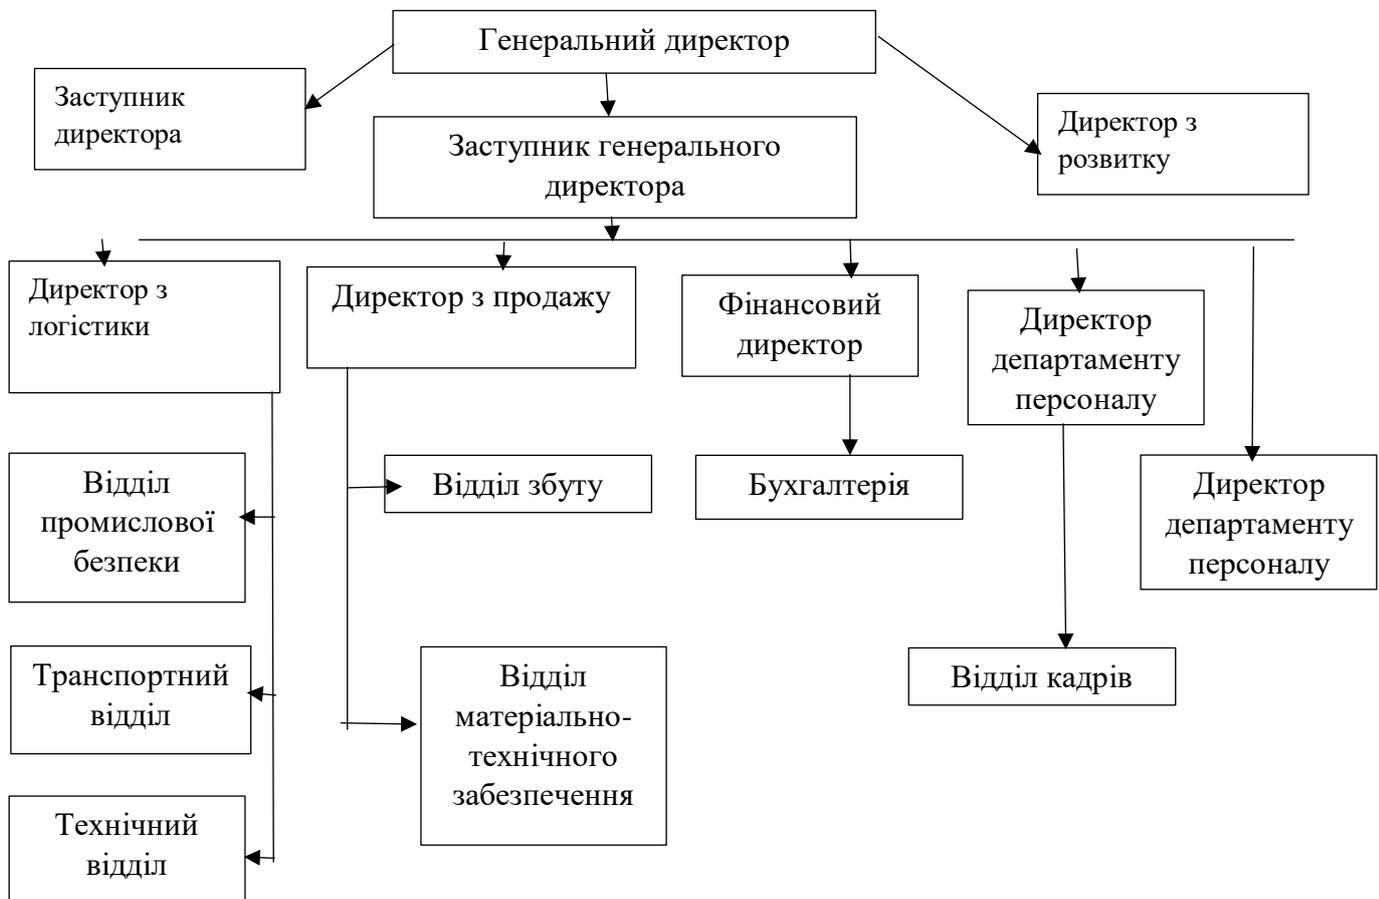 Генеральний директор
Заступник
директора
Заступник генерального
директора
Директор з
розвитку
Директор з
логістики
Директор з продажу
Фінансовий
директор
Директор
департаменту
персоналу
Відділ
промислової
безпеки
Відділ збуту
Бухгалтерія
Директор
департаменту
персоналу
Транспортний
відділ
Відділ
матеріально-
технічного
забезпечення
Відділ кадрів
Технічний
відділ